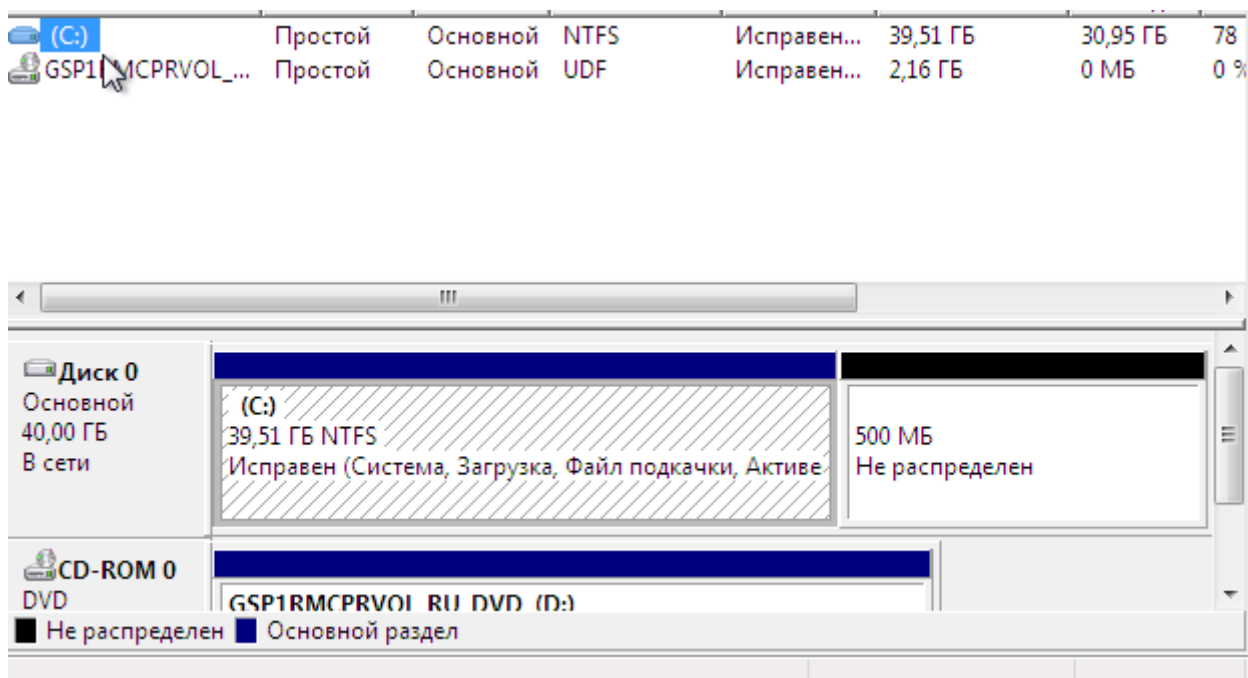 (C:) Простой Основной NTFS Исправен... 39,51 ГБ 30,95 ГБ 78
Простой Основной UDF Исправен... 2,16 ГБ 0 МБ 0 %
Диск 0
Основной
40,00 ГБ
В сети
(C:)
39,51 ГБ NTFS
Исправен (Система, Загрузка, Файл подкачки, Активе
500 МБ
Не распределен
CD-ROM 0
DVD
GSP1RMCPRVOL_RU_DVD (D:)
Не распределен Основной раздел